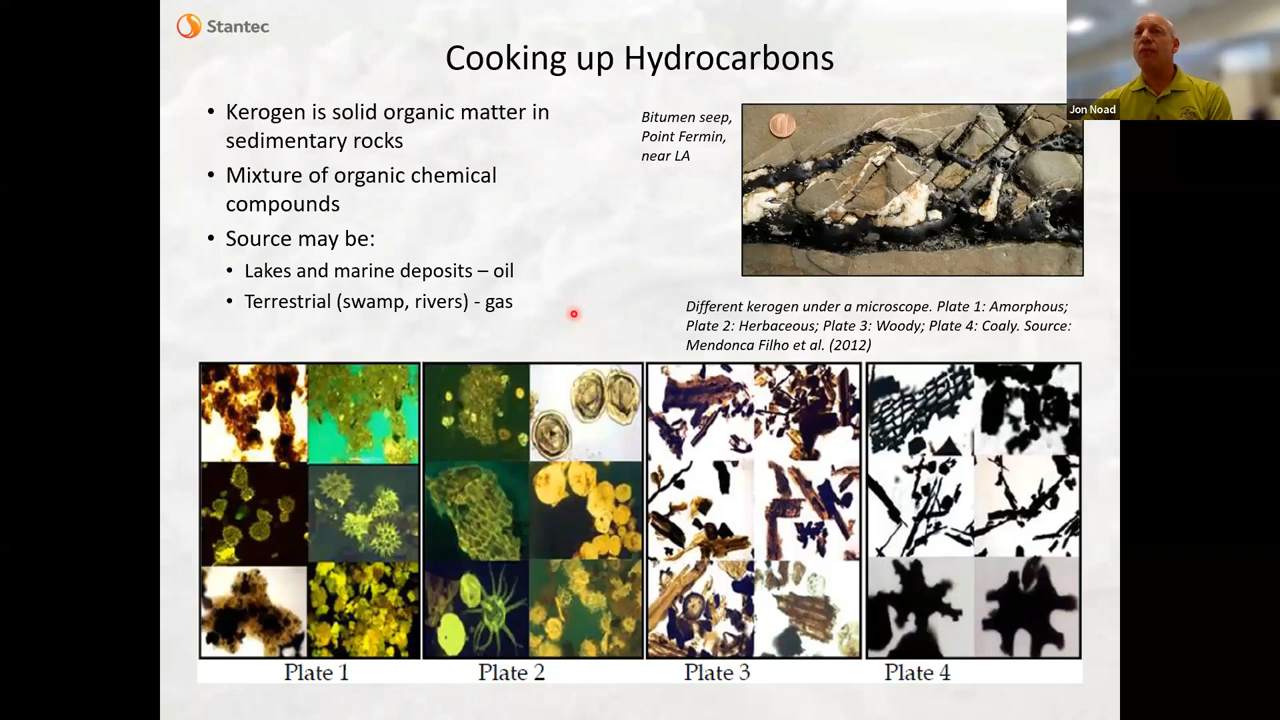 Stantec
Cooking up Hydrocarbons
• Kerogen is solid organic matter in
sedimentary rocks
• Mixture of organic chemical
compounds
• Source may be:
• Lakes and marine deposits – oil
• Terrestrial (swamp, rivers) - gas
Bitumen seep,
Point Fermin,
near LA
Jon Noad
Different kerogen under a microscope. Plate 1: Amorphous;
Plate 2: Herbaceous; Plate 3: Woody; Plate 4: Coaly. Source:
Mendonca Filho et al. (2012)
Plate 1
Plate 2
Plate 3
Plate 4